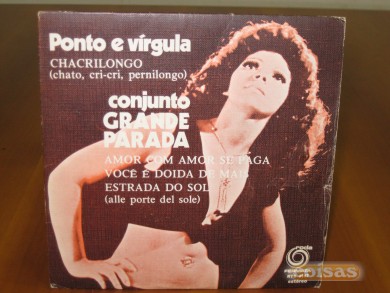 Ponto e vírgula
CHACRILONGO
(chato, cri-cri, pernilongo)
conjunto
GRANDE
PARADA
AMOR COM AMOR SE PAGA
VOCÊ É DOIDA DE MAIS
ESTRADA DO SOL
(alle porte del sole)